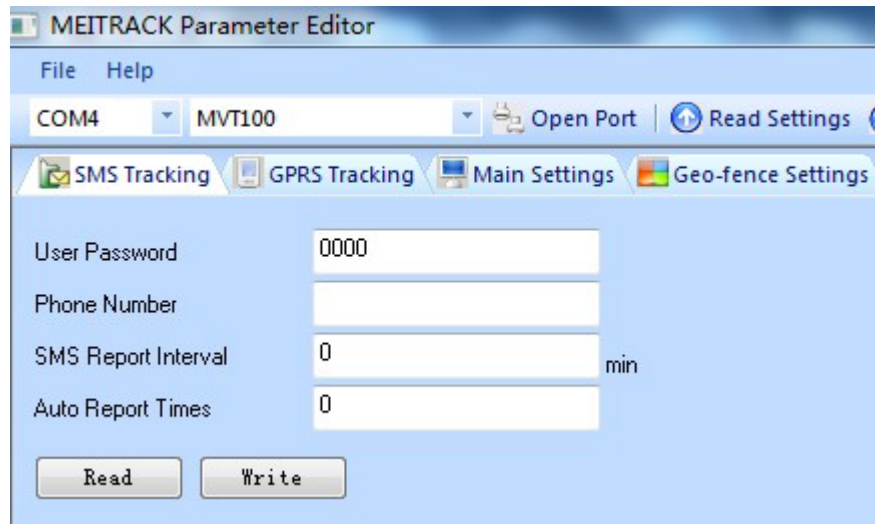 MEITRACK Parameter Editor
File Help
COM4 MVT100 Open Port Read Settings
SMS Tracking GPRS Tracking Main Settings Geo-fence Settings
User Password 0000
Phone Number
SMS Report Interval 0 min
Auto Report Times 0
Read Write